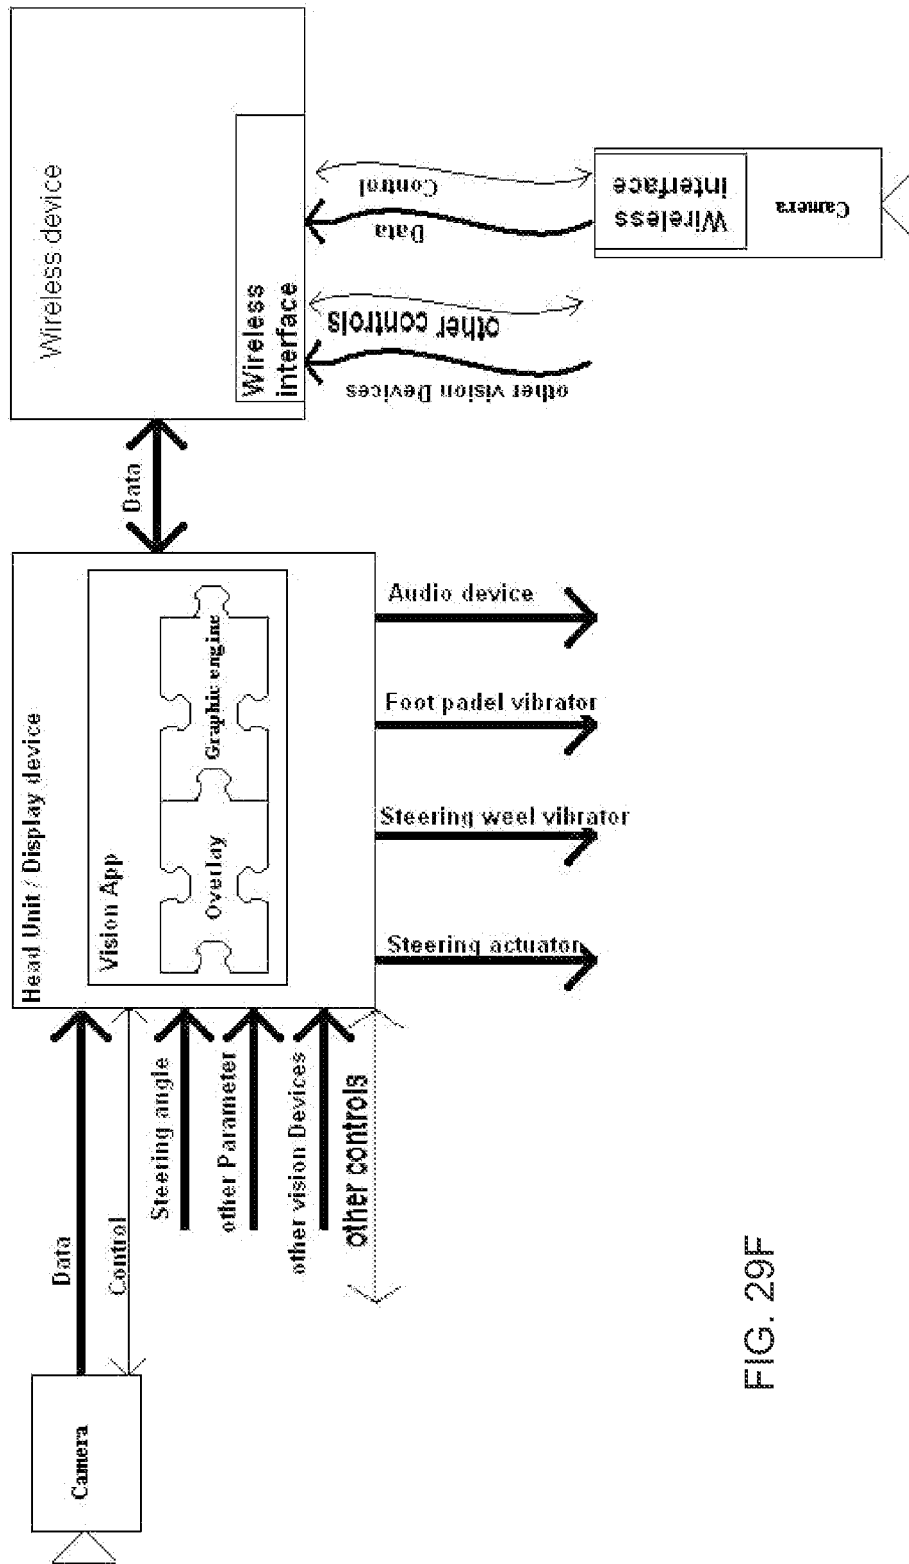 Data
Control
Camera
Steering angle
other Parameter
other vision Devices
other controls
Head Unit / Display device
Vision App
Overlay
Graphic engine
Steering actuator
Steering weel vibrator
Foot padel vibrator
Audio device
Data
Wireless device
Wireless
interface
other vision Devices
other controls
Data
Control
Wireless
interface
Camera
FIG. 29F